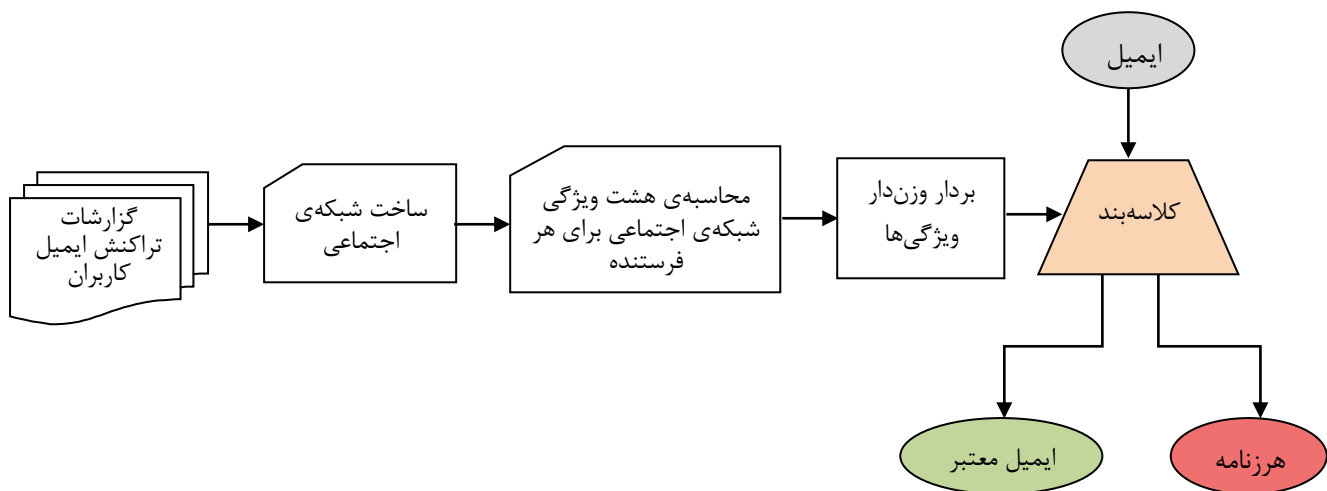 ایمیل
گزارشات
تراکنش ایمیل
کاربران
ساخت شبکه‌ی
اجتماعی
محاسبه‌ی هشت ویژگی
شبکه‌ی اجتماعی برای هر
فرستنده
بردار وزن‌دار
ویژگی‌ها
کلاسه‌بند
ایمیل معتبر
هرزنامه